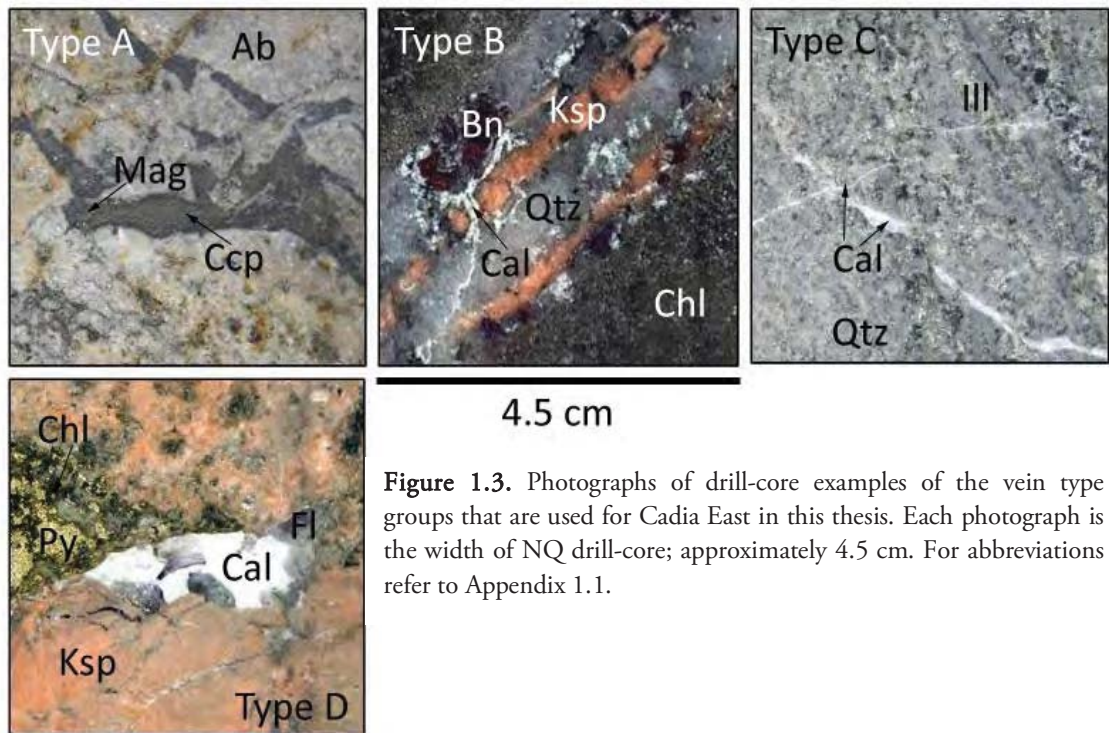 Type A
Ab
Mag
Ccp
Type B
Ksp
Bn
Qtz
Cal
Chl
Type C
Ill
Cal
Qtz
4.5 cm
Chl
Py
Fl
Cal
Ksp
Type D
Figure 1.3. Photographs of drill-core examples of the vein type
groups that are used for Cadia East in this thesis. Each photograph is
the width of NQ drill-core; approximately 4.5 cm. For abbreviations
refer to Appendix 1.1.